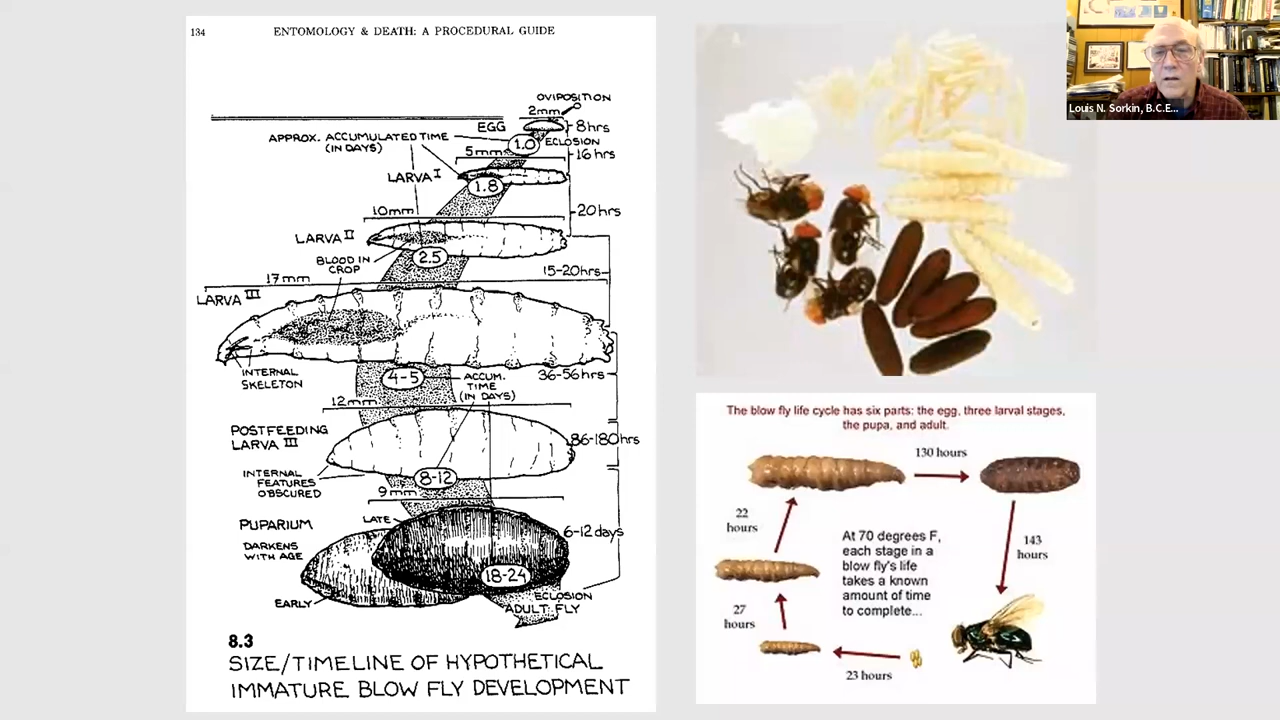 134
ENTOMOLOGY & DEATH: A PROCEDURAL GUIDE
OVIPOSITION
2mm
EGG
8hrs
APPROX. ACCUMULATED TIME
(IN DAYS)
1.0
ECLOSION
5mm
16 hrs
LARVA I
1.8
10mm
20hrs
LARVA II
BLOOD IN
CROP
2.5
17 mm
15-20hrs
LARVA III
INTERNAL
SKELETON
4-5
ACCUM.
TIME
(IN DAYS)
36-56hrs
12mm
POSTFEEDING
LARVA III
86-180hrs
INTERNAL
FEATURES
OBSCURED
8-12
9mm
PUPARIUM
LATE
DARKENS
WITH AGE
6-12days
18-24
EARLY
ECLOSION
ADULT FLY
8.3
SIZE/TIMELINE OF HYPOTHETICAL
IMMATURE BLOW FLY DEVELOPMENT
Louis N. Sorkin, B.C.E...
The blow fly life cycle has six parts: the egg, three larval stages,
the pupa, and adult.
130 hours
22
hours
At 70 degrees F,
each stage in a
blow fly's life
takes a known
amount of time
to complete...
143
hours
27
hours
23 hours